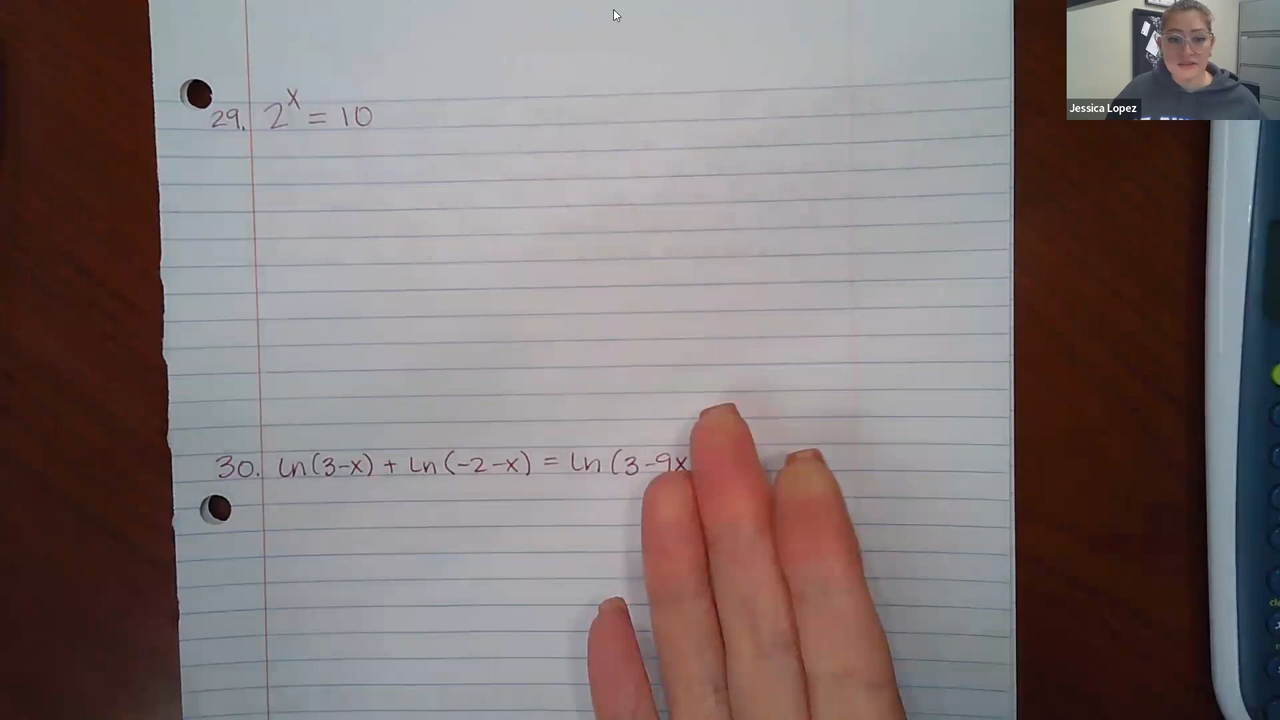 29. 2^x = 10
30. ln(3-x) + ln(-2-x) = ln (3-9x
Jessica Lopez